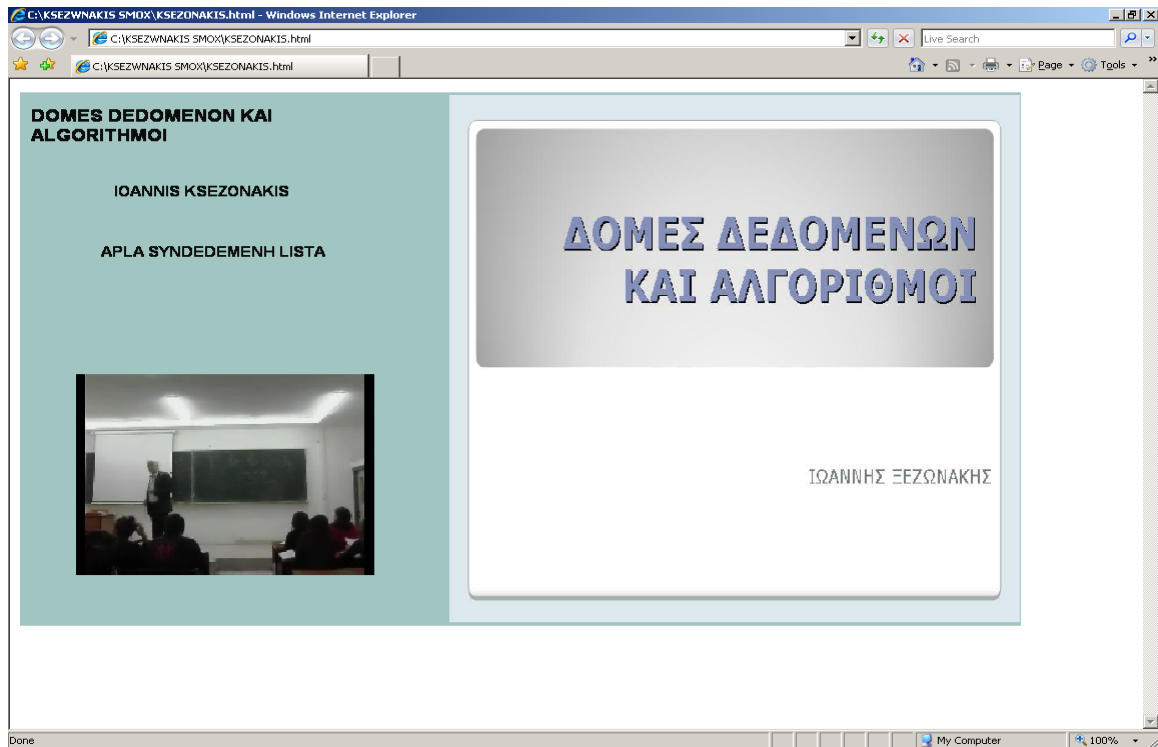 C:\KSEZWNAKIS SMOX\KSEZONAKIS.html - Windows Internet Explorer
C:\KSEZWNAKIS SMOX\KSEZONAKIS.html
Live Search
C:\KSEZWNAKIS SMOX\KSEZONAKIS.html
Page
Tools
DOMES DEDOMENON KAI
ALGORITHMOI
IOANNIS KSEZONAKIS
APLA SYNDEDEMENH LISTA
ΔΟΜΕΣ ΔΕΔΟΜΕΝΩΝ
ΚΑΙ ΑΛΓΟΡΙΘΜΟΙ
ΙΩΑΝΝΗΣ ΞΕΖΩΝΑΚΗΣ
Done
My Computer
100%